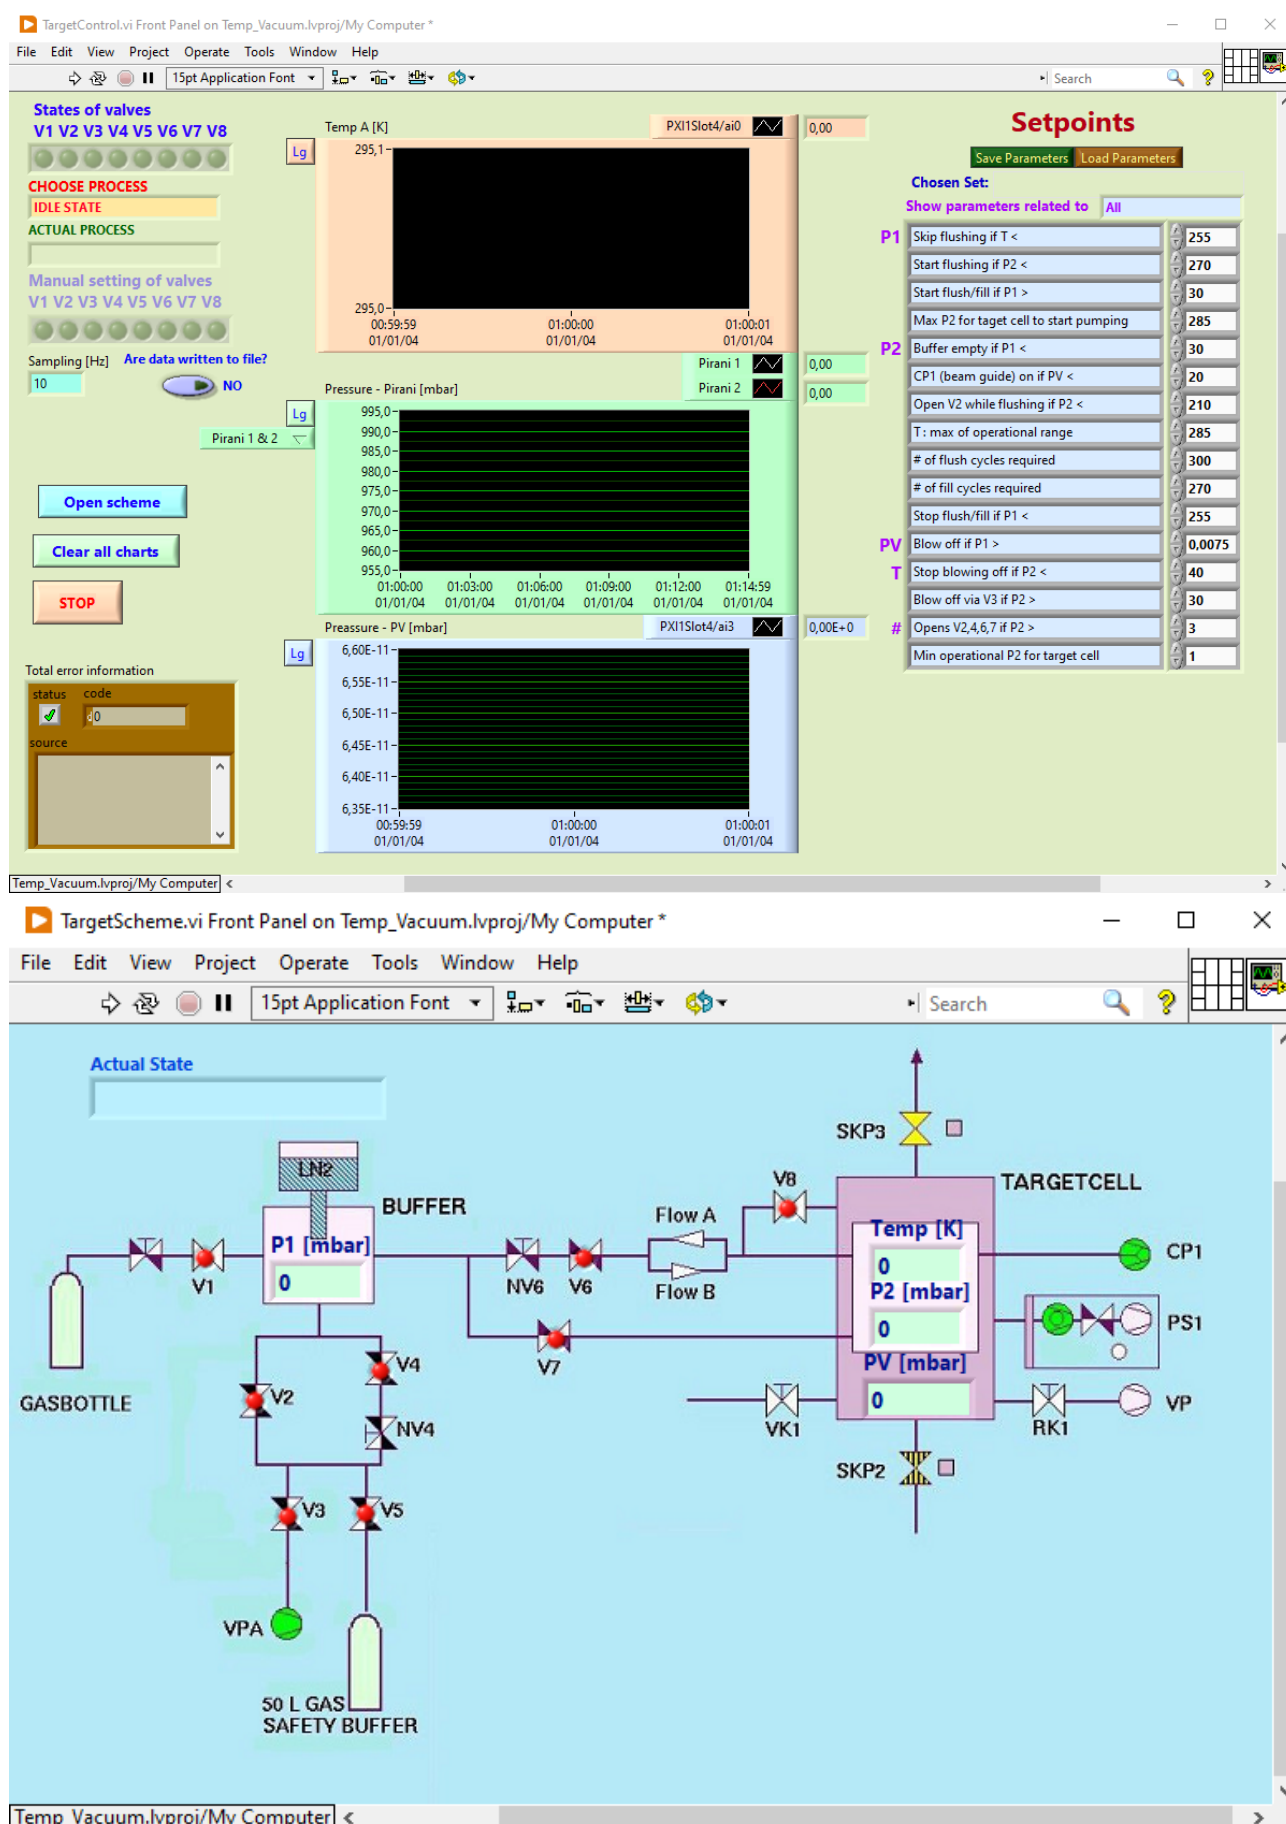 TargetControl.vi Front Panel on Temp_Vacuum.lvproj/My Computer *
File Edit View Project Operate Tools Window Help
15pt Application Font
Search
States of valves
V1 V2 V3 V4 V5 V6 V7 V8
CHOOSE PROCESS
IDLE STATE
ACTUAL PROCESS
Manual setting of valves
V1 V2 V3 V4 V5 V6 V7 V8
Sampling [Hz]
Are data written to file?
10
NO
Pirani 1 & 2
Open scheme
Clear all charts
STOP
Total error information
status code
d0
source
Temp A [K]
PXI1Slot4/ai0
0,00
Lg
295,1
295,0
00:59:59 01:00:00 01:00:01
01/01/04 01/01/04 01/01/04
Pirani 1
0,00
Pirani 2
0,00
Pressure - Pirani [mbar]
Lg
995,0
990,0
985,0
980,0
975,0
970,0
965,0
960,0
955,0
01:00:00 01:03:00 01:06:00 01:09:00 01:12:00 01:14:59
01/01/04 01/01/04 01/01/04 01/01/04 01/01/04 01/01/04
Preassure - PV [mbar]
PXI1Slot4/ai3
0,00E+0
Lg
6,60E-11
6,55E-11
6,50E-11
6,45E-11
6,40E-11
6,35E-11
00:59:59 01:00:00 01:00:01
01/01/04 01/01/04 01/01/04
Setpoints
Save Parameters Load Parameters
Chosen Set:
Show parameters related to All
P1 Skip flushing if T < 255
Start flushing if P2 < 270
Start flush/fill if P1 > 30
Max P2 for taget cell to start pumping 285
P2 Buffer empty if P1 < 30
CP1 (beam guide) on if PV < 20
Open V2 while flushing if P2 < 210
T : max of operational range 285
# of flush cycles required 300
# of fill cycles required 270
Stop flush/fill if P1 < 255
PV Blow off if P1 > 0,0075
T Stop blowing off if P2 < 40
Blow off via V3 if P2 > 30
# Opens V2,4,6,7 if P2 > 3
Min operational P2 for target cell 1
Temp_Vacuum.lvproj/My Computer
TargetScheme.vi Front Panel on Temp_Vacuum.lvproj/My Computer *
File Edit View Project Operate Tools Window Help
15pt Application Font
Search
Actual State
SKP3
LN2
BUFFER
V8
TARGETCELL
P1 [mbar]
0
Flow A
Temp [K]
0
CP1
V1
NV6
V6
Flow B
P2 [mbar]
0
PS1
V7
PV [mbar]
0
V4
V2
GASBOTTLE
NV4
VK1
RK1
VP
SKP2
V3
V5
VPA
50 L GAS
SAFETY BUFFER
Temp_Vacuum.lvproj/My Computer